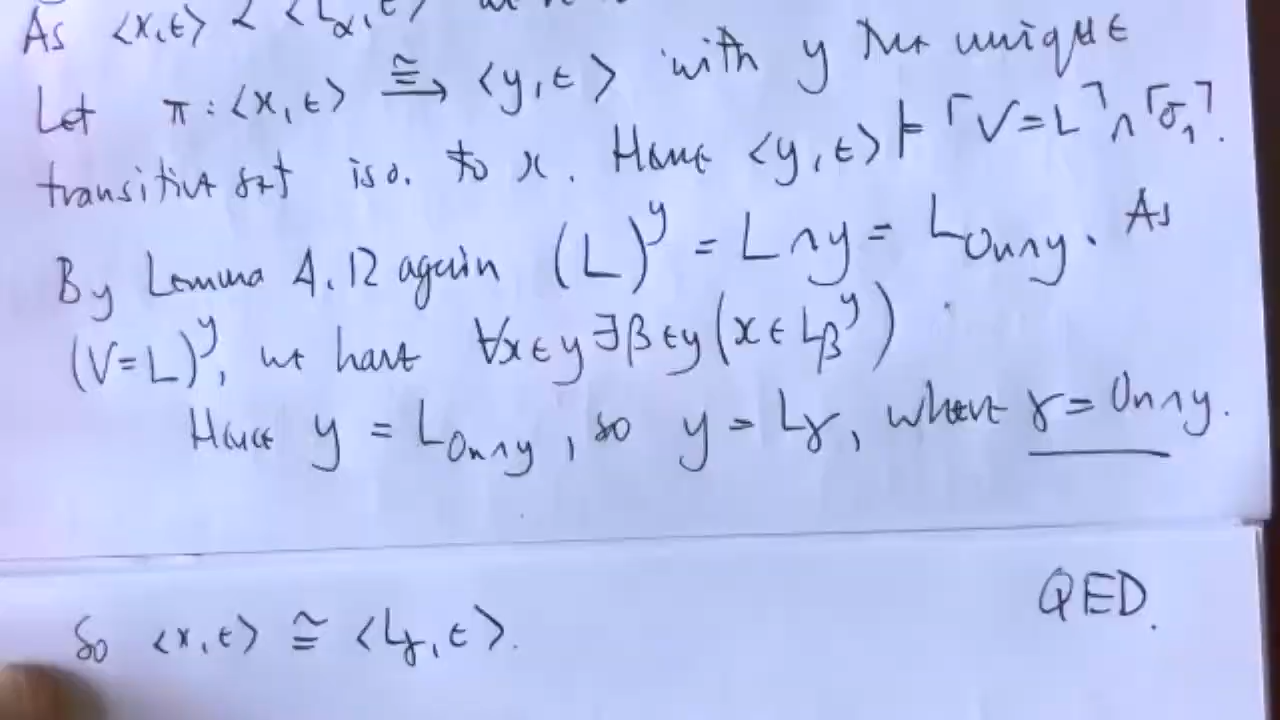 As ⟨x,∈⟩ ≺ ⟨L_α,∈⟩
Let π : ⟨x,∈⟩ ≅→ ⟨y,∈⟩ with y the unique
transitive set iso. to x. Hence ⟨y,∈⟩ ⊨ ⌜V=L⌝ ∧ ⌜σ₁⌝.
By Lemma 4.12 again (L)^y = L ∩ y = L_{On∩y}. As
(V=L)^y, we have ∀x∈y ∃β∈y (x ∈ L_β^y)
Hence y = L_{On∩y}, so y = L_γ, where γ = On∩y.
So ⟨x,∈⟩ ≅ ⟨L_γ,∈⟩. QED.